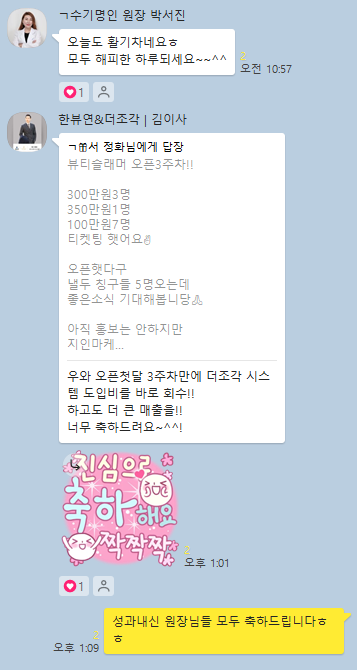 ㄱ수기명인 원장 박서진
오늘도 활기차네요ㅎ
모두 해피한 하루되세요~~^^
2
오전 10:57
1
한뷰연&더조각 | 김이사
서 정화님에게 답장
뷰티슬래머 오픈3주차!!
300만원3명
350만원1명
100만원7명
티켓팅 햇어요✌
오픈햇다구
낼두 칭구들 5명오는데
좋은소식 기대해봅니당
아직 홍보는 안하지만
지인마케...
우와 오픈첫달 3주차만에 더조각 시스
템 도입비를 바로 회수!!
하고도 더 큰 매출을!!
너무 축하드려요~^^!
진심으로
축하
해요
짝짝짝
2
오후 1:01
1
성과내신 원장님들 모두 축하드립니다ㅎ
ㅎ
2
오후 1:09